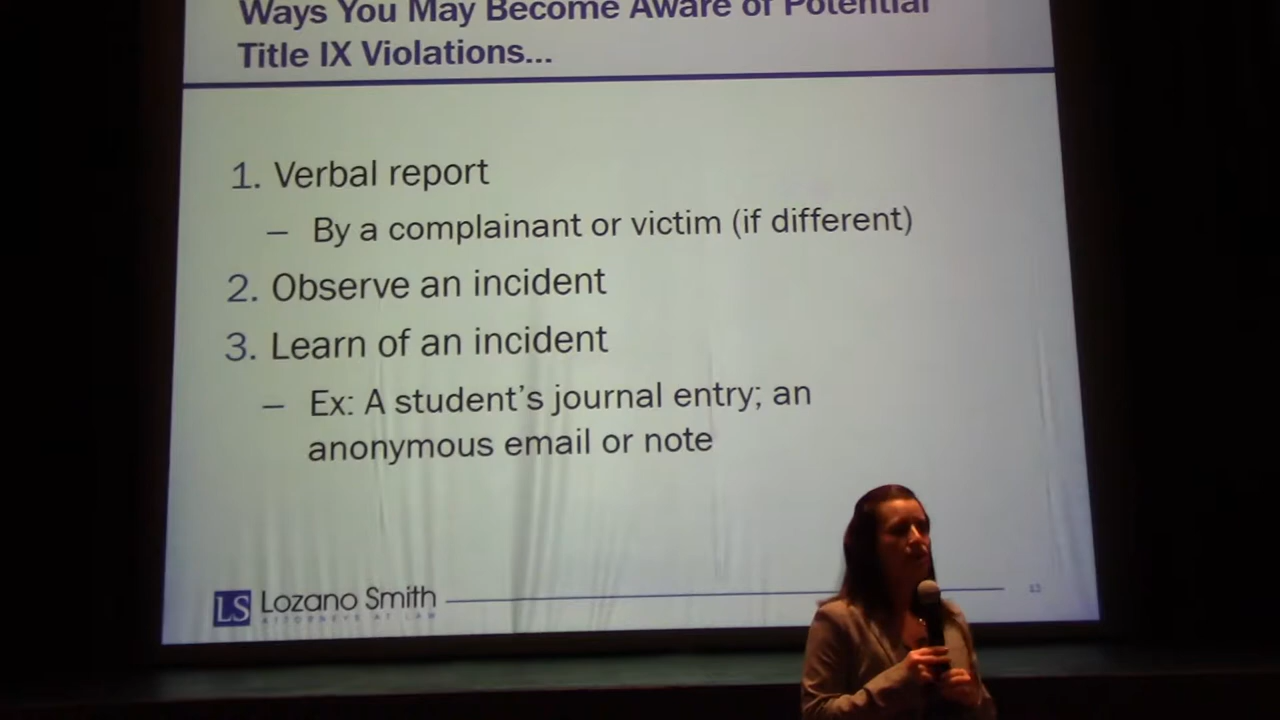 Ways You May Become Aware of Potential
Title IX Violations...
1. Verbal report
– By a complainant or victim (if different)
2. Observe an incident
3. Learn of an incident
– Ex: A student's journal entry; an
anonymous email or note
LS Lozano Smith
ATTORNEYS AT LAW
13